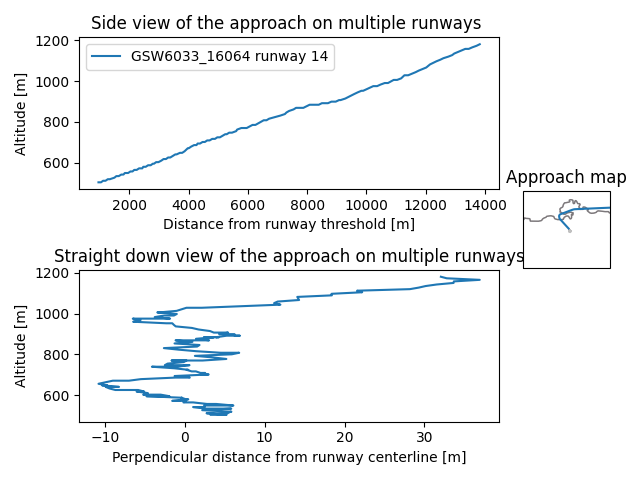 Side view of the approach on multiple runways
1200
1000
800
600
Altitude [m]
GSW6033_16064 runway 14
2000 4000 6000 8000 10000 12000 14000
Distance from runway threshold [m]
Approach map
Straight down view of the approach on multiple runways
1200
1000
800
600
Altitude [m]
−10 0 10 20 30
Perpendicular distance from runway centerline [m]